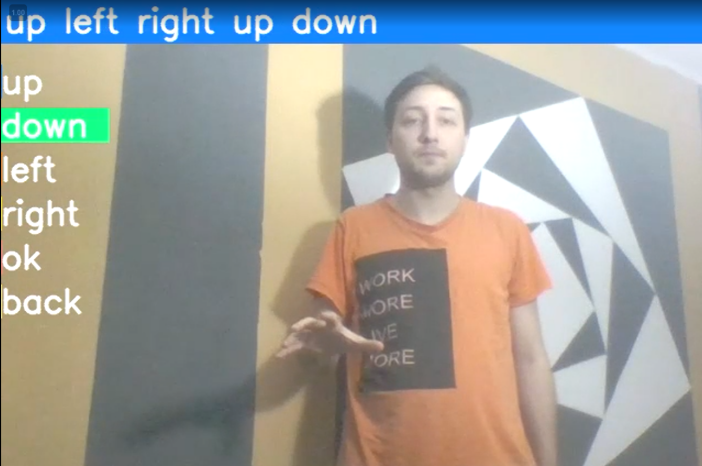 up left right up down
up
down
left
right
ok
back
WORK
MORE
LIVE
MORE